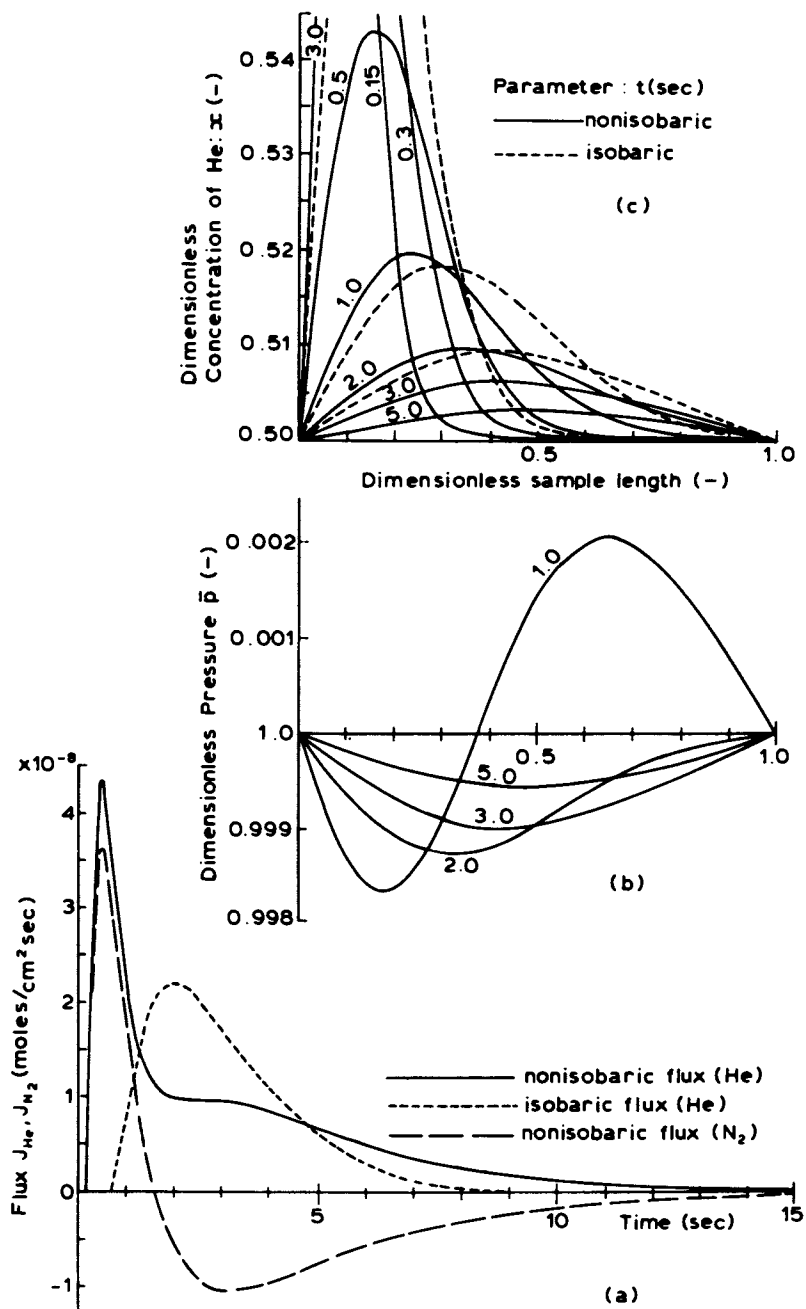 3.0
0.54
0.5
0.15
0.3
0.53
0.52
1.0
0.51
2.0
3.0
5.0
0.50
0.5
1.0
Dimensionless
Concentration of He: x (-)
Parameter : t(sec)
nonisobaric
isobaric
(c)
Dimensionless sample length (-)
Dimensionless Pressure p̄ (-)
0.002
0.001
1.0
0.999
0.998
1.0
0.5
1.0
5.0
3.0
2.0
(b)
×10⁻⁸
4
3
2
1
0
-1
Flux J_He, J_N₂ (moles/cm² sec)
nonisobaric flux (He)
isobaric flux (He)
nonisobaric flux (N₂)
5
10
15
Time (sec)
(a)